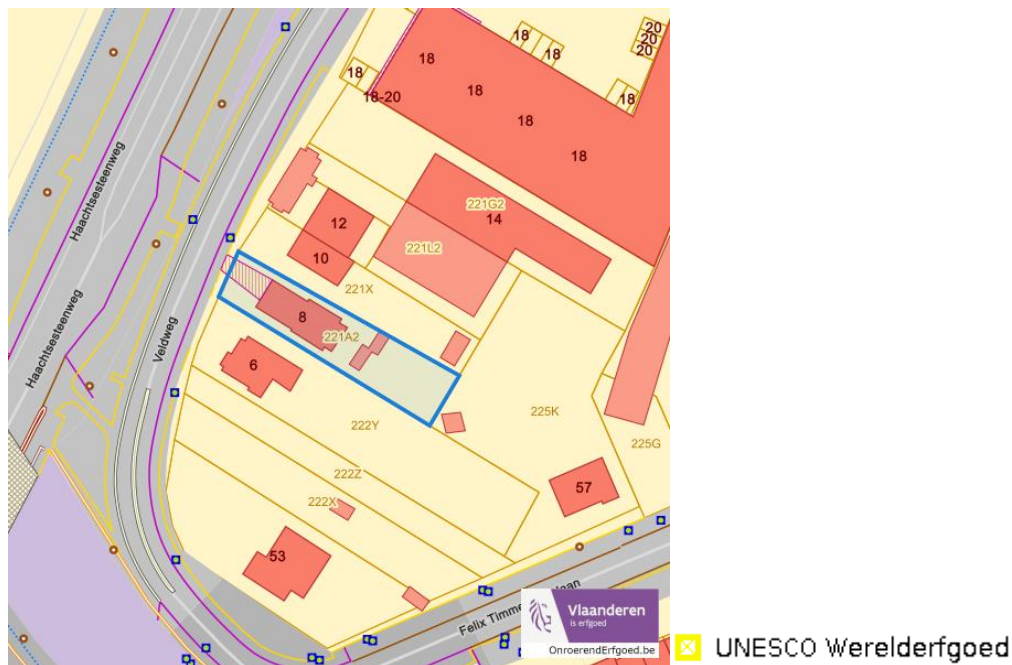 20
20
20
18
18
18
18
18
18-20
18
18
18
18
Haachtsesteenweg
221G2
14
12
221L2
10
221X
8
221A2
Haachtsesteenweg
Veldweg
6
225K
222Y
225G
222Z
57
222X
53
Felix
Vlaanderen
is erfgoed
OnroerendErfgoed.be
UNESCO Werelderfgoed